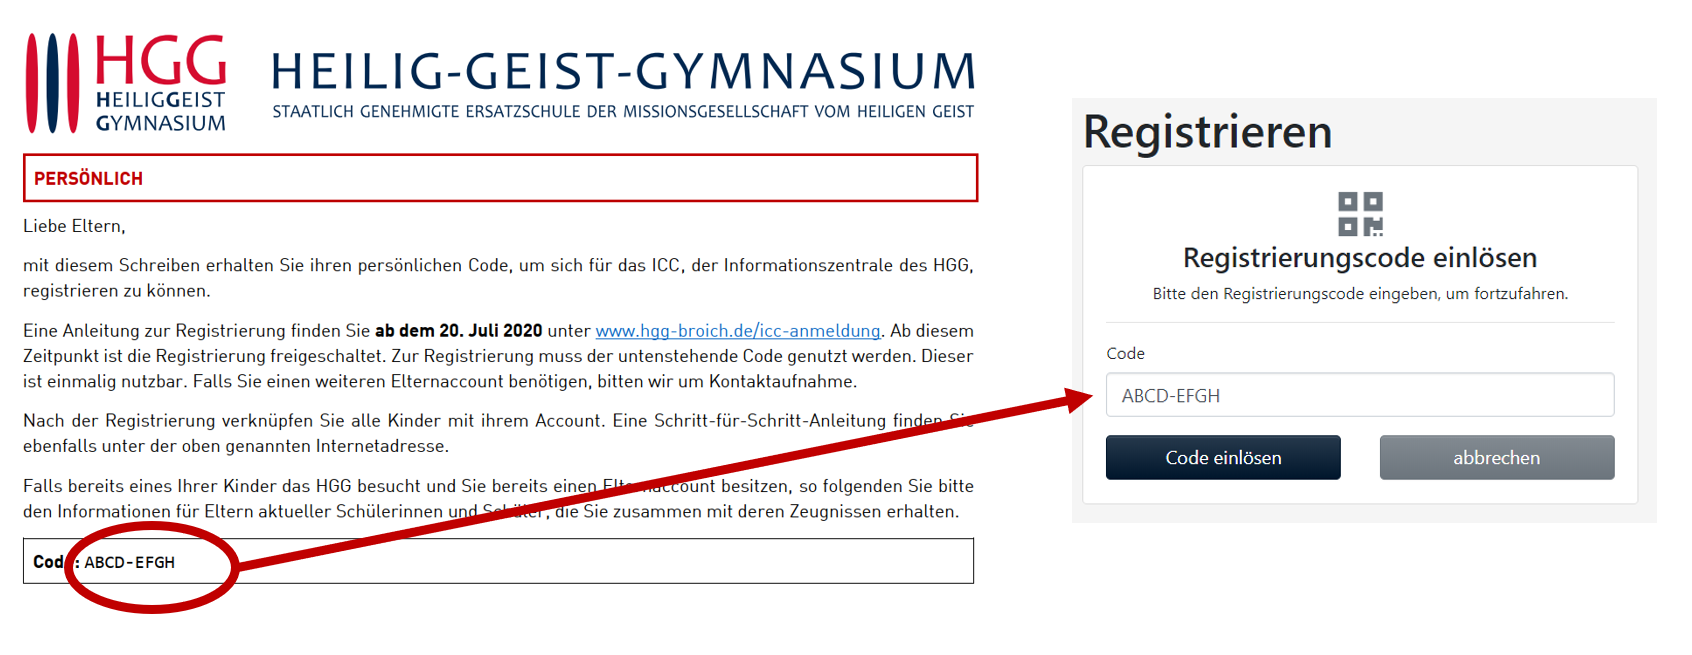 HGG
HEILIGGEIST
GYMNASIUM
HEILIG-GEIST-GYMNASIUM
STAATLICH GENEHMIGTE ERSATZSCHULE DER MISSIONSGESELLSCHAFT VOM HEILIGEN GEIST
PERSÖNLICH
Liebe Eltern,
mit diesem Schreiben erhalten Sie ihren persönlichen Code, um sich für das ICC, der Informationszentrale des HGG,
registrieren zu können.
Eine Anleitung zur Registrierung finden Sie ab dem 20. Juli 2020 unter www.hgg-broich.de/icc-anmeldung. Ab diesem
Zeitpunkt ist die Registrierung freigeschaltet. Zur Registrierung muss der untenstehende Code genutzt werden. Dieser
ist einmalig nutzbar. Falls Sie einen weiteren Elternaccount benötigen, bitten wir um Kontaktaufnahme.
Nach der Registrierung verknüpfen Sie alle Kinder mit ihrem Account. Eine Schritt-für-Schritt-Anleitung finden Sie
ebenfalls unter der oben genannten Internetadresse.
Falls bereits eines Ihrer Kinder das HGG besucht und Sie bereits einen Elternaccount besitzen, so folgenden Sie bitte
den Informationen für Eltern aktueller Schülerinnen und Schüler, die Sie zusammen mit deren Zeugnissen erhalten.
Code: ABCD-EFGH
Registrieren
Registrierungscode einlösen
Bitte den Registrierungscode eingeben, um fortzufahren.
Code
ABCD-EFGH
Code einlösen
abbrechen